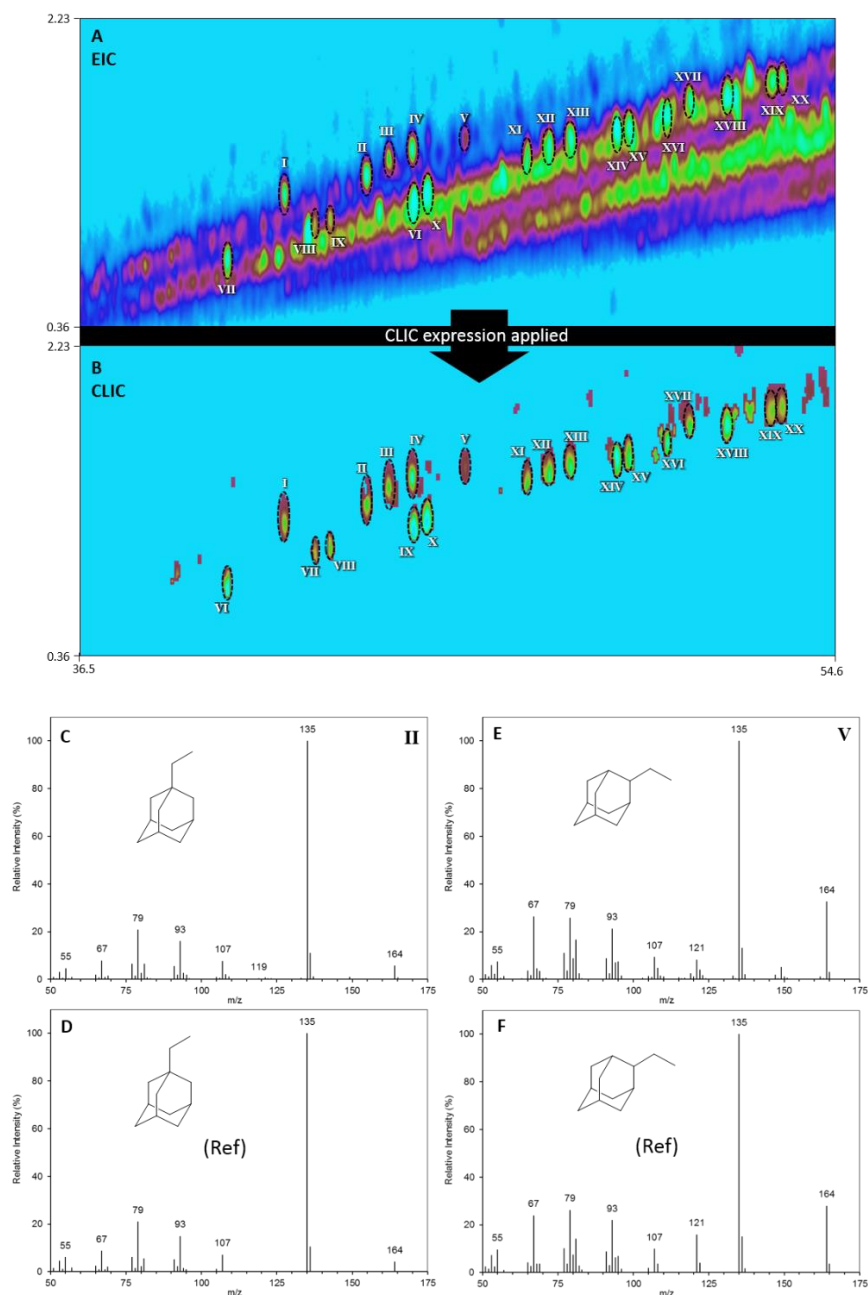 2.23
A
EIC
XVII
XIII
XII
XI
IV
III
II
V
I
XIX
XX
XVIII
XVI
XV
XIV
X
VI
IX
VIII
VII
0.36
CLIC expression applied
2.23
B
CLIC
XVII
XIII
XII
XI
V
IV
III
II
I
XIX
XX
XVIII
XVI
XV
XIV
X
IX
VIII
VII
VI
0.36
36.5
54.6
C
II
135
100
80
60
40
20
0
Relative Intensity (%)
55
67
79
93
107
119
164
50
75
100
125
150
175
m/z
E
V
135
100
80
60
40
20
0
Relative Intensity (%)
55
67
79
93
107
121
164
50
75
100
125
150
175
m/z
D
135
100
80
60
40
20
0
Relative Intensity (%)
(Ref)
55
67
79
93
107
164
50
75
100
125
150
175
m/z
F
135
100
80
60
40
20
0
Relative Intensity (%)
(Ref)
55
67
79
93
107
121
164
50
75
100
125
150
175
m/z